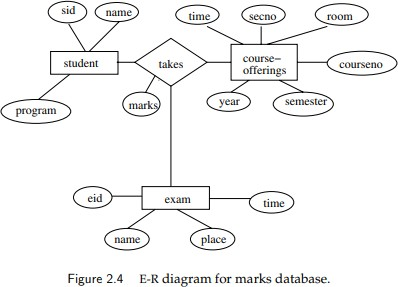 sid
name
time
secno
room
student
takes
course–
offerings
courseno
program
marks
year
semester
eid
exam
time
name
place
Figure 2.4 E-R diagram for marks database.